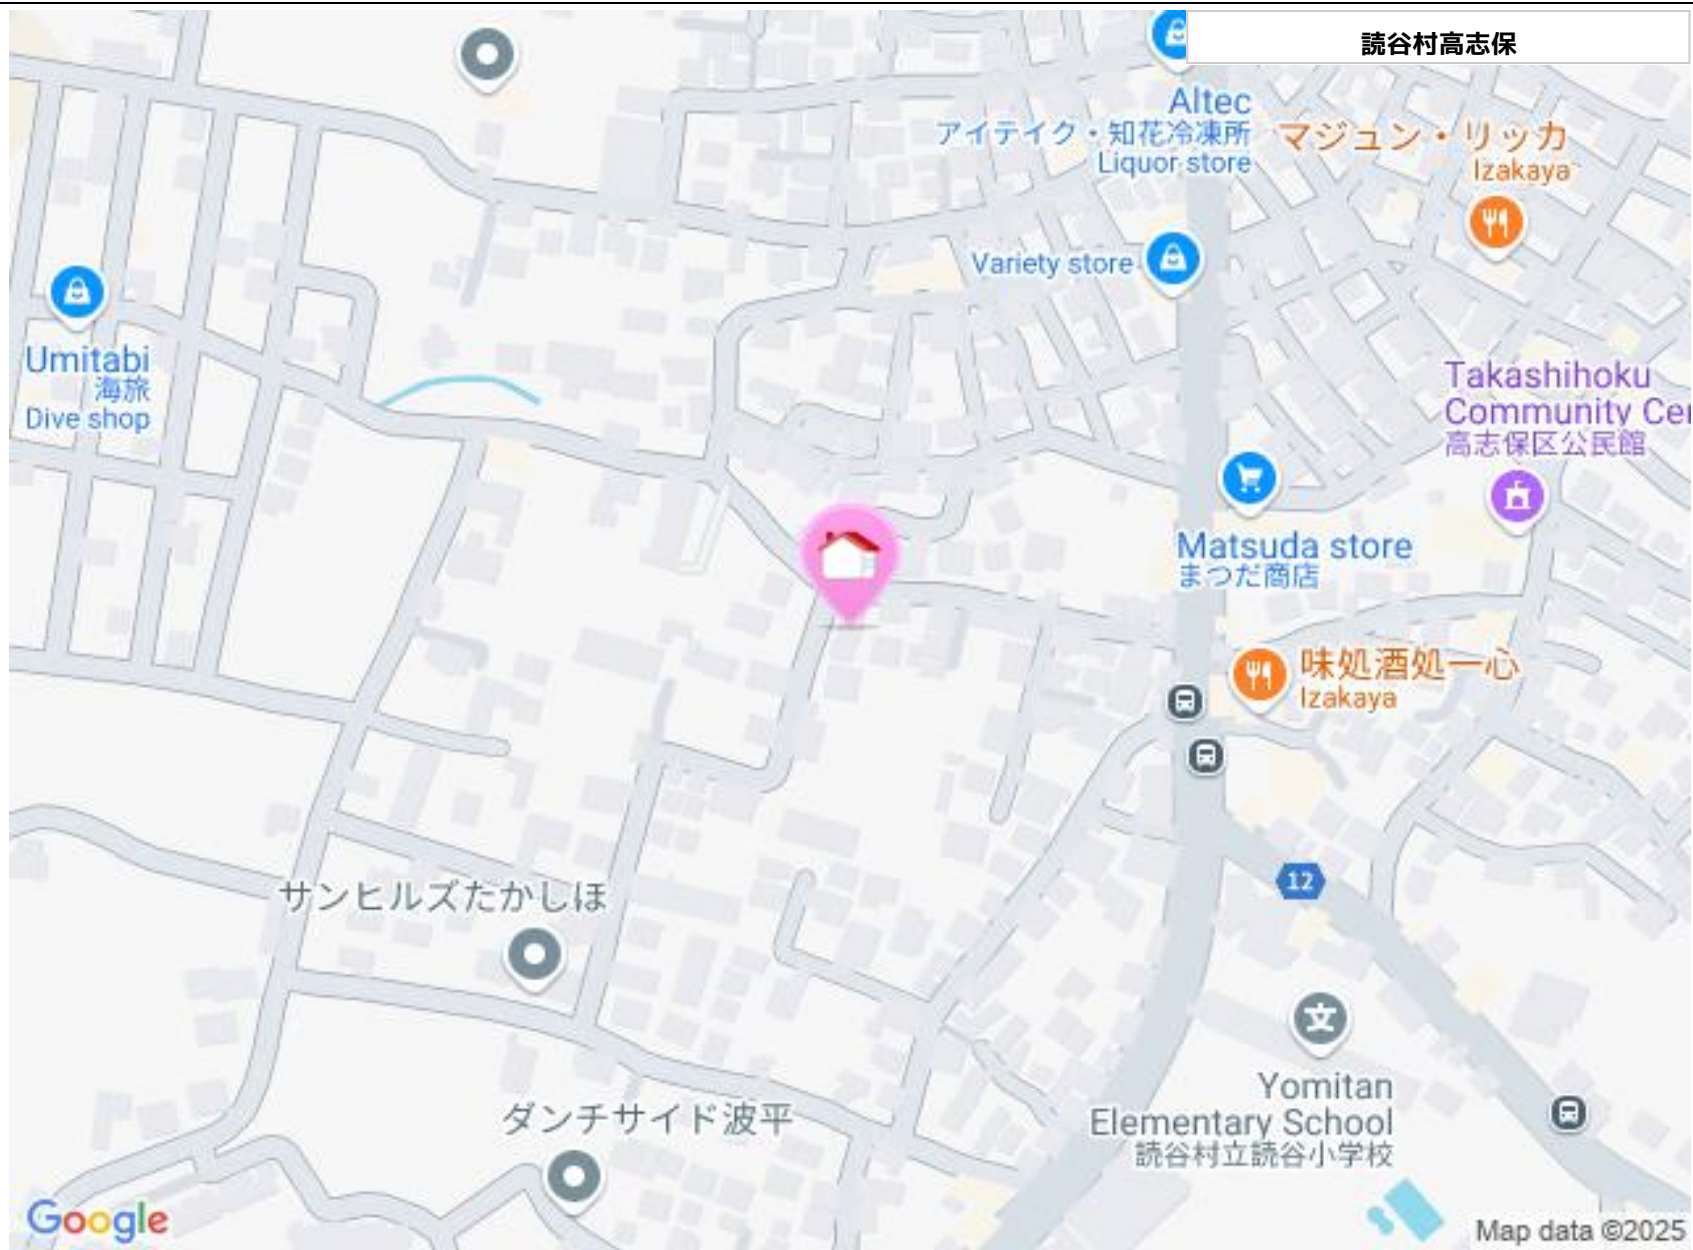 読谷村高志保
Altec
アイテイク・知花冷凍所
Liquor store
マジュン・リッカ
Izakaya
Variety store
Umitabi
海旅
Dive shop
Takashihoku
Community Cer
高志保区公民館
Matsuda store
まつだ商店
味処酒処一心
Izakaya
12
サンヒルズたかしほ
文
Yomitan
Elementary School
読谷村立読谷小学校
ダンチサイド波平
Google
Map data ©2025